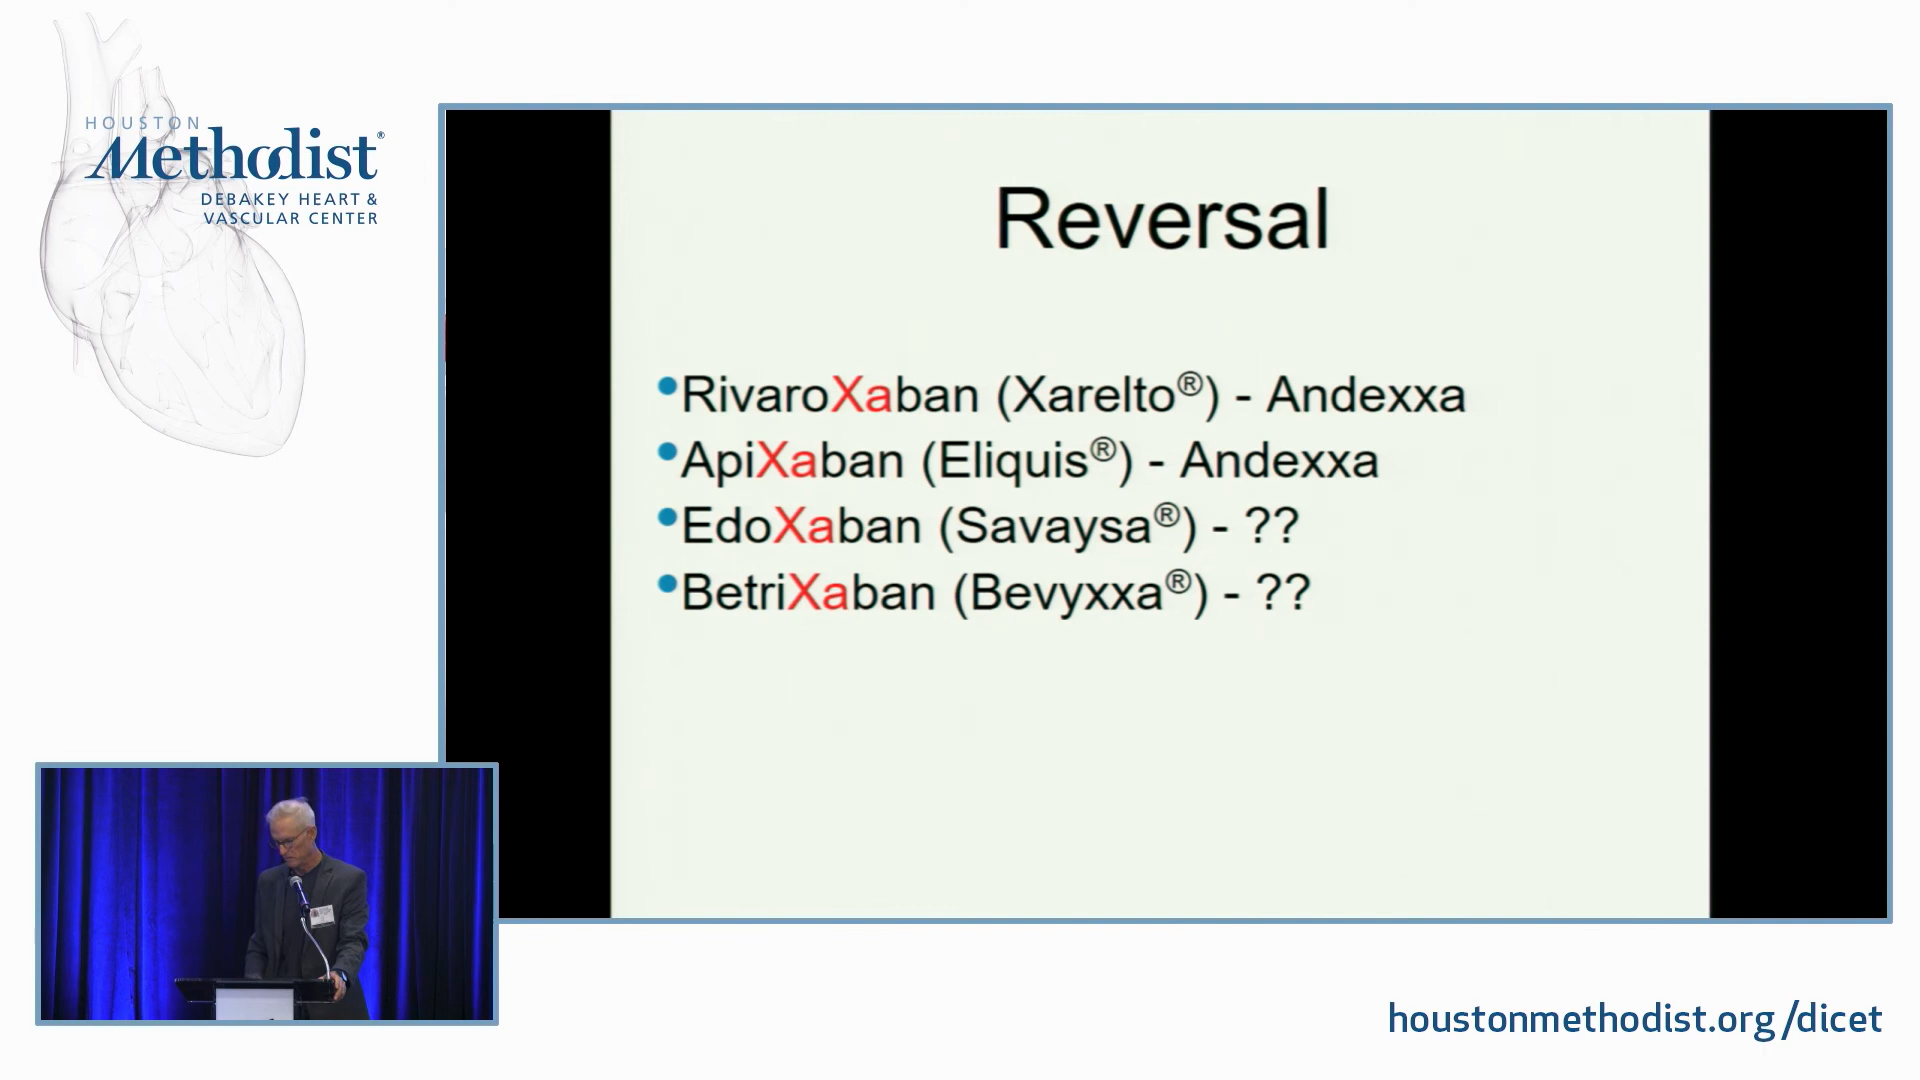 HOUSTON
Methodist®
DEBAKEY HEART &
VASCULAR CENTER
Reversal
•RivaroXaban (Xarelto®) - Andexxa
•ApiXaban (Eliquis®) - Andexxa
•EdoXaban (Savaysa®) - ??
•BetriXaban (Bevyxxa®) - ??
houstonmethodist.org/dicet